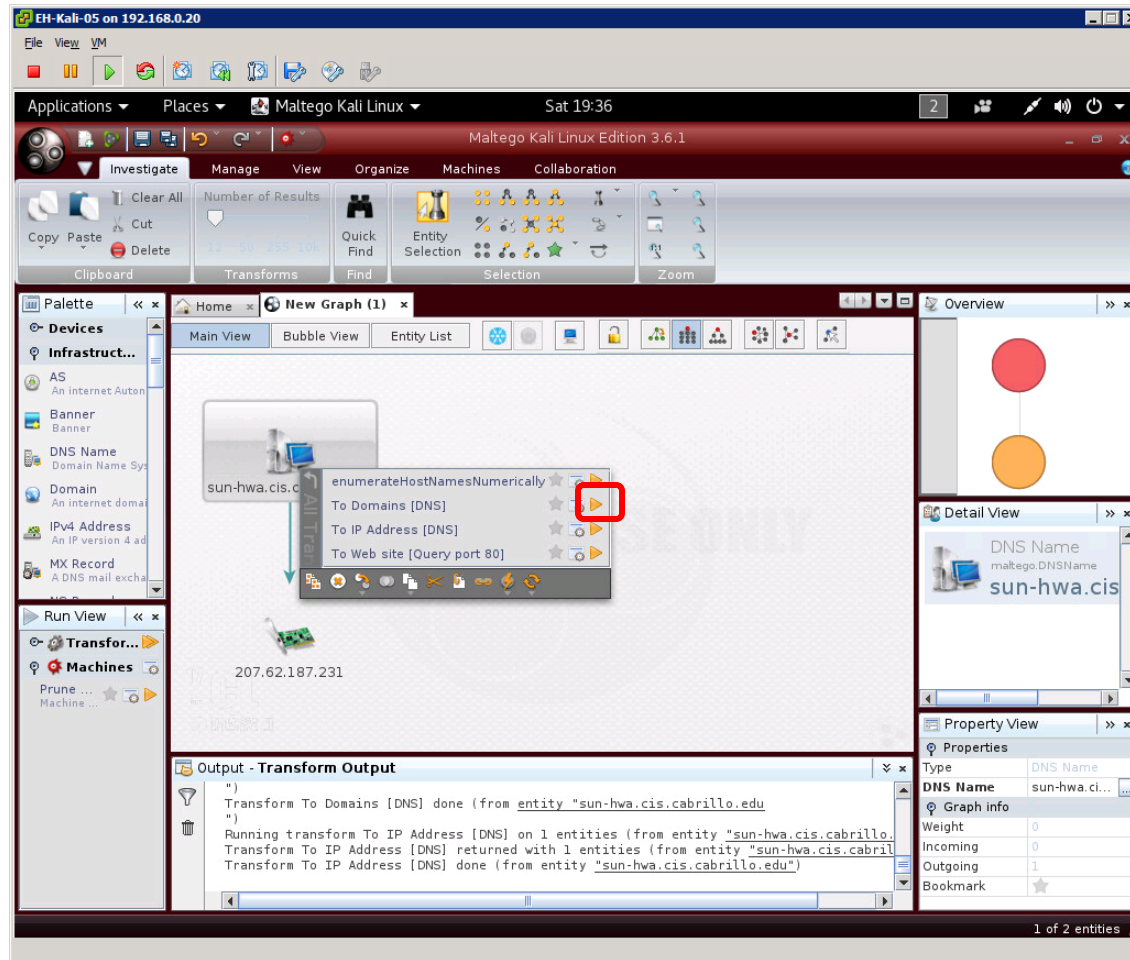 EH-Kali-05 on 192.168.0.20
File View VM
Applications Places Maltego Kali Linux Sat 19:36 2
Maltego Kali Linux Edition 3.6.1
Investigate Manage View Organize Machines Collaboration
Copy Paste Clear All Cut Delete
Clipboard
Number of Results
12 50 255 10k
Transforms
Quick Find
Find
Entity Selection
Selection
Zoom
Palette
Devices
Infrastruct...
AS
An internet Auton
Banner
Banner
DNS Name
Domain Name Sys
Domain
An internet domai
IPv4 Address
An IP version 4 ad
MX Record
A DNS mail excha
Run View
Transfor...
Machines
Prune ...
Machine ...
Home New Graph (1)
Main View Bubble View Entity List
sun-hwa.cis.c
All Tra
enumerateHostNamesNumerically
To Domains [DNS]
To IP Address [DNS]
To Web site [Query port 80]
207.62.187.231
Output - Transform Output
")
Transform To Domains [DNS] done (from entity "sun-hwa.cis.cabrillo.edu
")
Running transform To IP Address [DNS] on 1 entities (from entity "sun-hwa.cis.cabrillo.
Transform To IP Address [DNS] returned with 1 entities (from entity "sun-hwa.cis.cabril
Transform To IP Address [DNS] done (from entity "sun-hwa.cis.cabrillo.edu")
Overview
Detail View
DNS Name
maltego.DNSName
sun-hwa.cis
Property View
Properties
Type DNS Name
DNS Name sun-hwa.ci... ...
Graph info
Weight 0
Incoming 0
Outgoing 1
Bookmark
1 of 2 entities